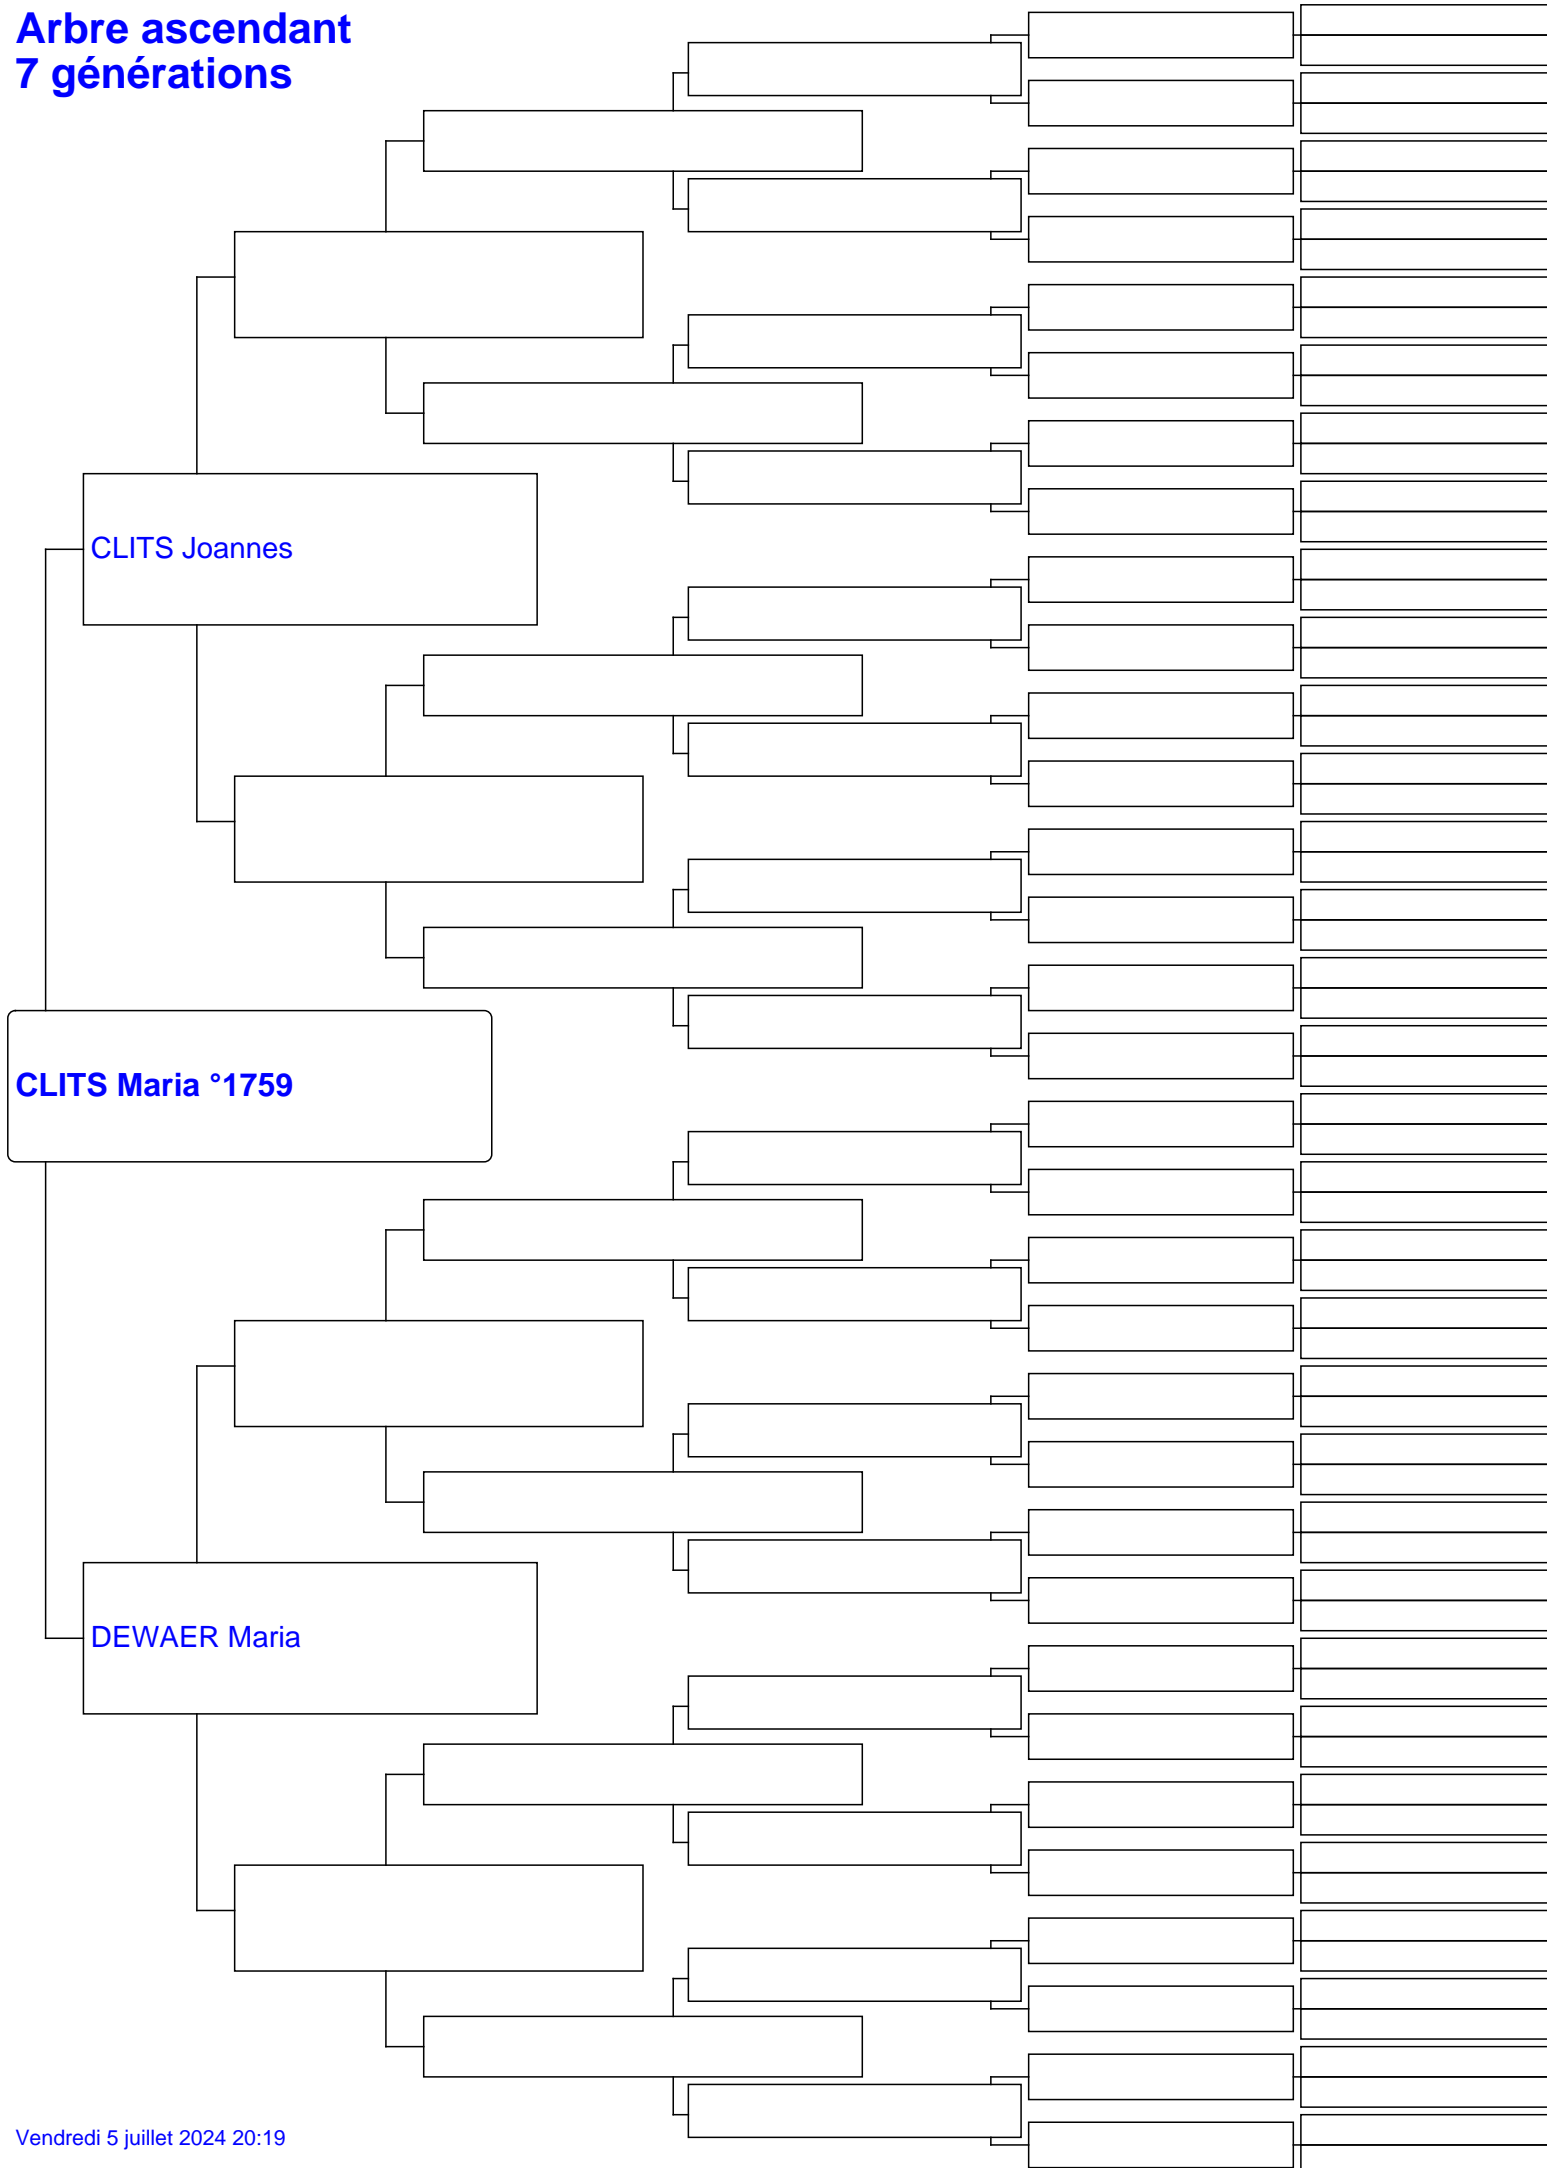 Arbre ascendant
7 générations
CLITS Joannes
CLITS Maria °1759
DEWAER Maria
Vendredi 5 juillet 2024 20:19